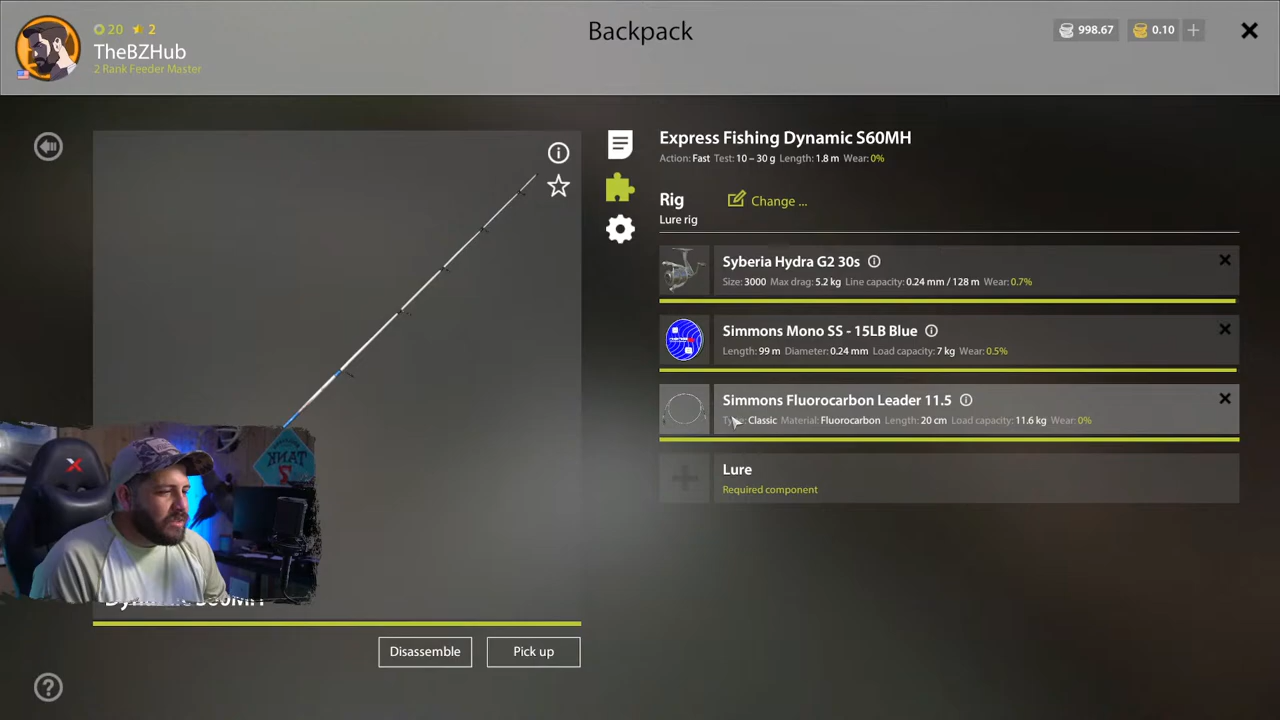 20 2
TheBZHub
2 Rank Feeder Master
Backpack
998.67
0.10
Express Fishing Dynamic S60MH
Action: Fast Test: 10 – 30 g Length: 1.8 m Wear: 0%
Rig
Change ...
Lure rig
Syberia Hydra G2 30s
Size: 3000 Max drag: 5.2 kg Line capacity: 0.24 mm / 128 m Wear: 0.7%
Simmons Mono SS - 15LB Blue
Length: 99 m Diameter: 0.24 mm Load capacity: 7 kg Wear: 0.5%
Simmons Fluorocarbon Leader 11.5
Type: Classic Material: Fluorocarbon Length: 20 cm Load capacity: 11.6 kg Wear: 0%
Lure
Required component
Dynamic S60MH
Disassemble
Pick up